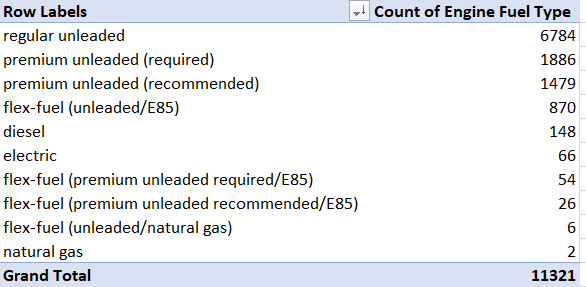 Row Labels Count of Engine Fuel Type
regular unleaded 6784
premium unleaded (required) 1886
premium unleaded (recommended) 1479
flex-fuel (unleaded/E85) 870
diesel 148
electric 66
flex-fuel (premium unleaded required/E85) 54
flex-fuel (premium unleaded recommended/E85) 26
flex-fuel (unleaded/natural gas) 6
natural gas 2
Grand Total 11321